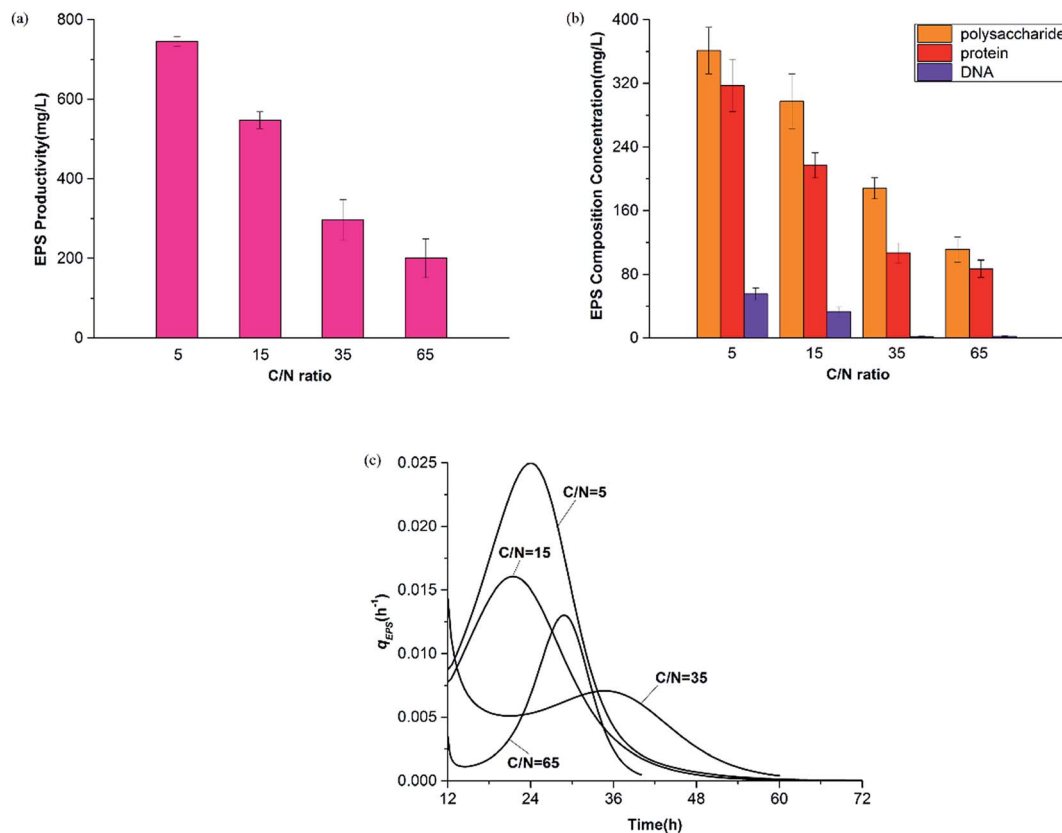 (a)
800
600
400
200
0
EPS Productivity(mg/L)
5 15 35 65
C/N ratio
(b)
400
320
240
160
80
0
EPS Composition Concentration(mg/L)
polysaccharide
protein
DNA
5 15 35 65
C/N ratio
(c)
0.025
0.020
0.015
0.010
0.005
0.000
qEPS(h-1)
C/N=5
C/N=15
C/N=35
C/N=65
12 24 36 48 60 72
Time(h)